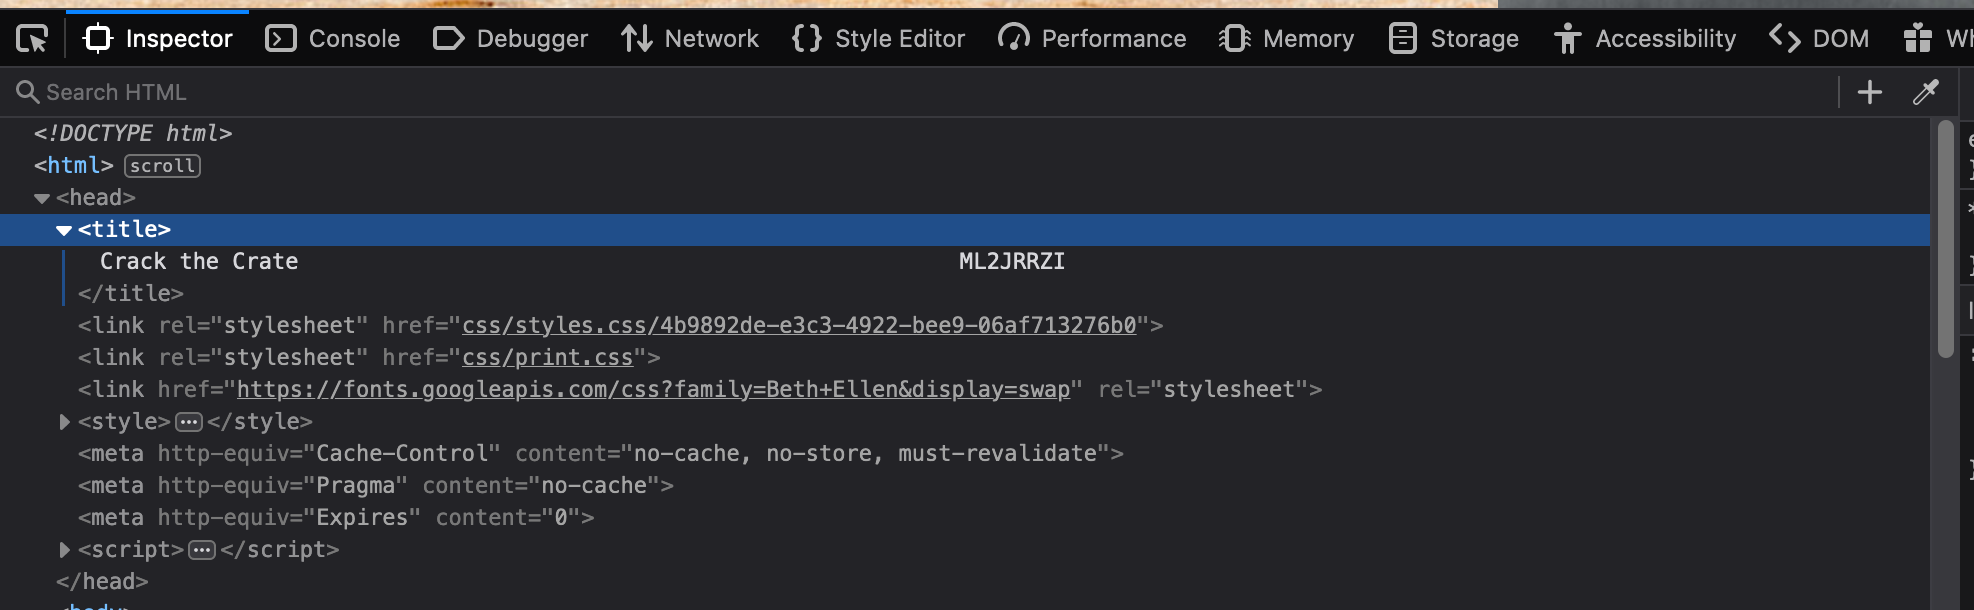 Inspector Console Debugger Network Style Editor Performance Memory Storage Accessibility DOM
Search HTML
<!DOCTYPE html>
<html> scroll
<head>
<title>
Crack the Crate ML2JRRZI
</title>
<link rel="stylesheet" href="css/styles.css/4b9892de-e3c3-4922-bee9-06af713276b0">
<link rel="stylesheet" href="css/print.css">
<link href="https://fonts.googleapis.com/css?family=Beth+Ellen&display=swap" rel="stylesheet">
<style>...</style>
<meta http-equiv="Cache-Control" content="no-cache, no-store, must-revalidate">
<meta http-equiv="Pragma" content="no-cache">
<meta http-equiv="Expires" content="0">
<script>...</script>
</head>
<body>